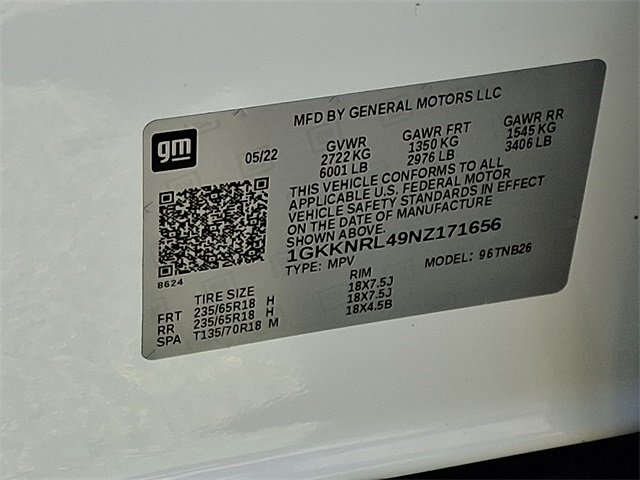 MFD BY GENERAL MOTORS LLC
gm
05/22
GVWR GAWR FRT GAWR RR
2722 KG 1350 KG 1545 KG
6001 LB 2976 LB 3406 LB
THIS VEHICLE CONFORMS TO ALL
APPLICABLE U.S. FEDERAL MOTOR
VEHICLE SAFETY STANDARDS IN EFFECT
ON THE DATE OF MANUFACTURE
SHOWN ABOVE.
1GKKNRL49NZ171656
TYPE: MPV MODEL: 96TNB26
8624
TIRE SIZE RIM
FRT 235/65R18 H 18X7.5J
RR 235/65R18 H 18X7.5J
SPA T135/70R18 M 18X4.5B